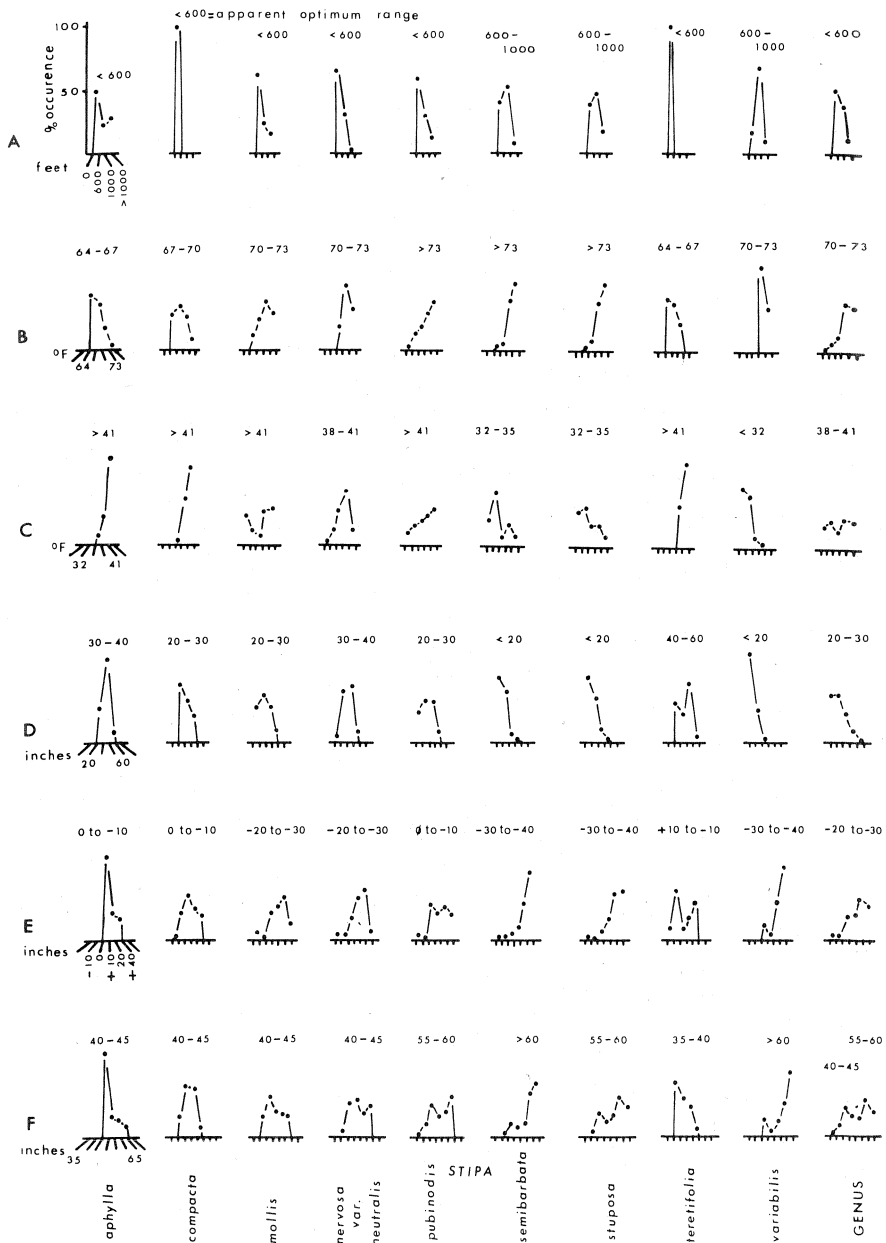 <600=apparent optimum range
100
50
% occurence
<600
<600
<600
<600
600-
1000
600-
1000
<600
600-
1000
<600
A
feet
0
600
1000
>1000
64-67
67-70
70-73
70-73
>73
>73
>73
64-67
70-73
70-73
B
°F
64
73
>41
>41
>41
38-41
>41
32-35
32-35
>41
<32
38-41
C
°F
32
41
30-40
20-30
20-30
30-40
20-30
<20
<20
40-60
<20
20-30
D
inches
20
60
0 to -10
0 to -10
-20 to -30
-20 to -30
0 to -10
-30 to -40
-30 to -40
+10 to -10
-30 to -40
-20 to -30
E
inches
-10
0
+10
20
+40
40-45
40-45
40-45
40-45
55-60
>60
55-60
35-40
>60
55-60
40-45
F
inches
35
65
STIPA
aphylla
compacta
mollis
nervosa
var.
neutralis
pubinodis
semibarbata
stuposa
teretifolia
variabilis
GENUS